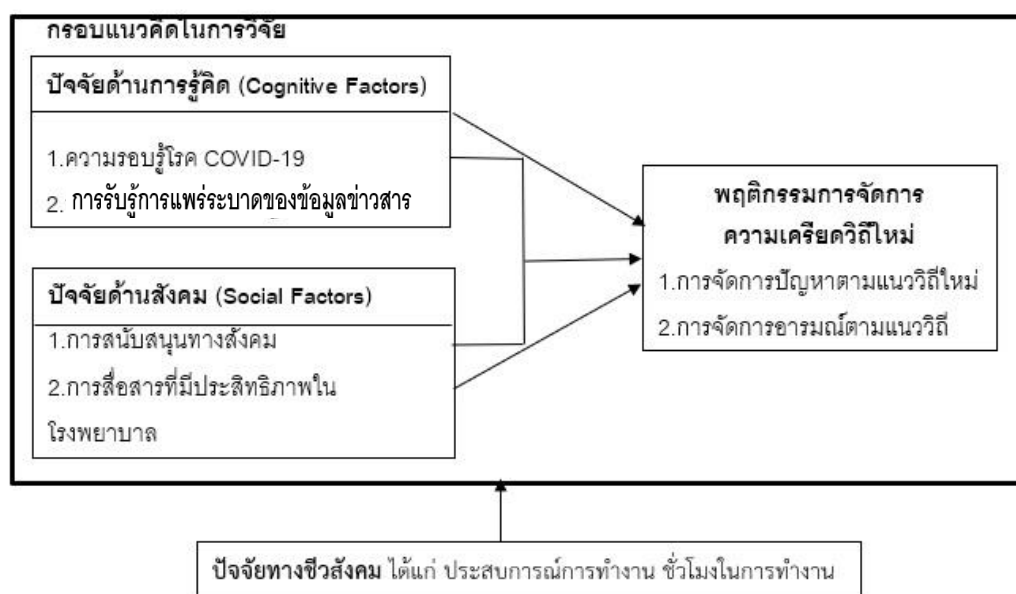 กรอบแนวคิดในการวิจัย
ปัจจัยด้านการรู้คิด (Cognitive Factors)
1.ความรอบรู้โรค COVID-19
2. การรับรู้การแพร่ระบาดของข้อมูลข่าวสาร
ปัจจัยด้านสังคม (Social Factors)
1.การสนับสนุนทางสังคม
2.การสื่อสารที่มีประสิทธิภาพใน
โรงพยาบาล
พฤติกรรมการจัดการ
ความเครียดวิถีใหม่
1.การจัดการปัญหาตามแนววิถีใหม่
2.การจัดการอารมณ์ตามแนววิถี
ปัจจัยทางชีวสังคม ได้แก่ ประสบการณ์การทำงาน ชั่วโมงในการทำงาน